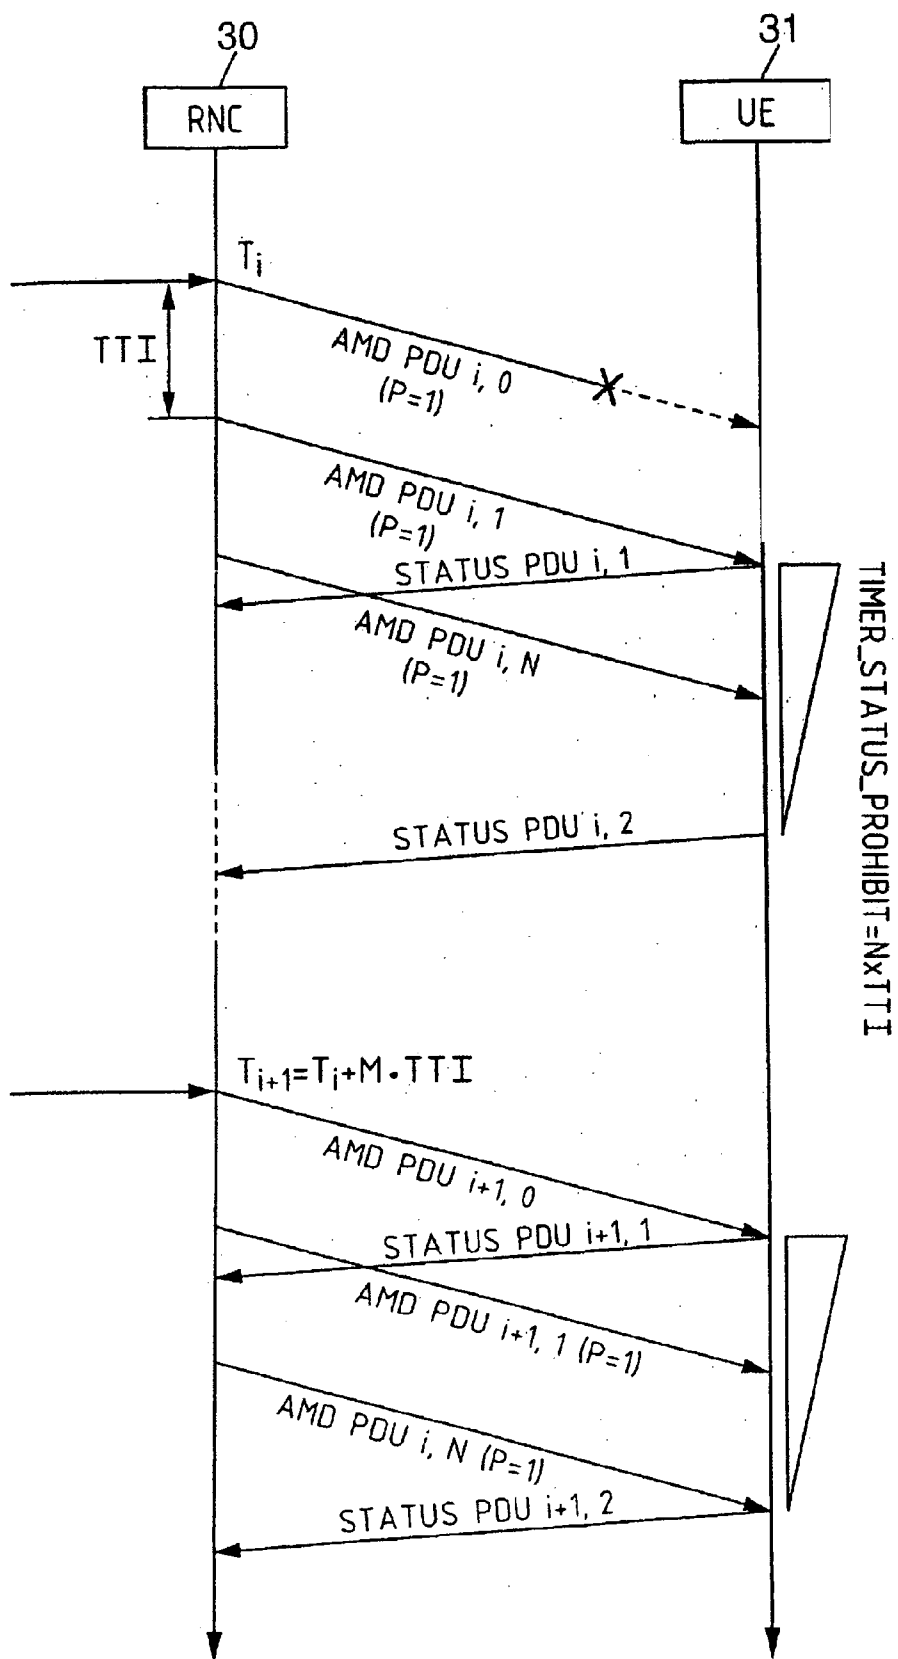 30
31
RNC
UE
Ti
TTI
AMD PDU i, 0
(P=1)
AMD PDU i, 1
(P=1)
STATUS PDU i, 1
AMD PDU i, N
(P=1)
TIMER_STATUS_PROHIBIT=NxTTI
STATUS PDU i, 2
Ti+1=Ti+M.TTI
AMD PDU i+1, 0
STATUS PDU i+1, 1
AMD PDU i+1, 1 (P=1)
AMD PDU i, N (P=1)
STATUS PDU i+1, 2